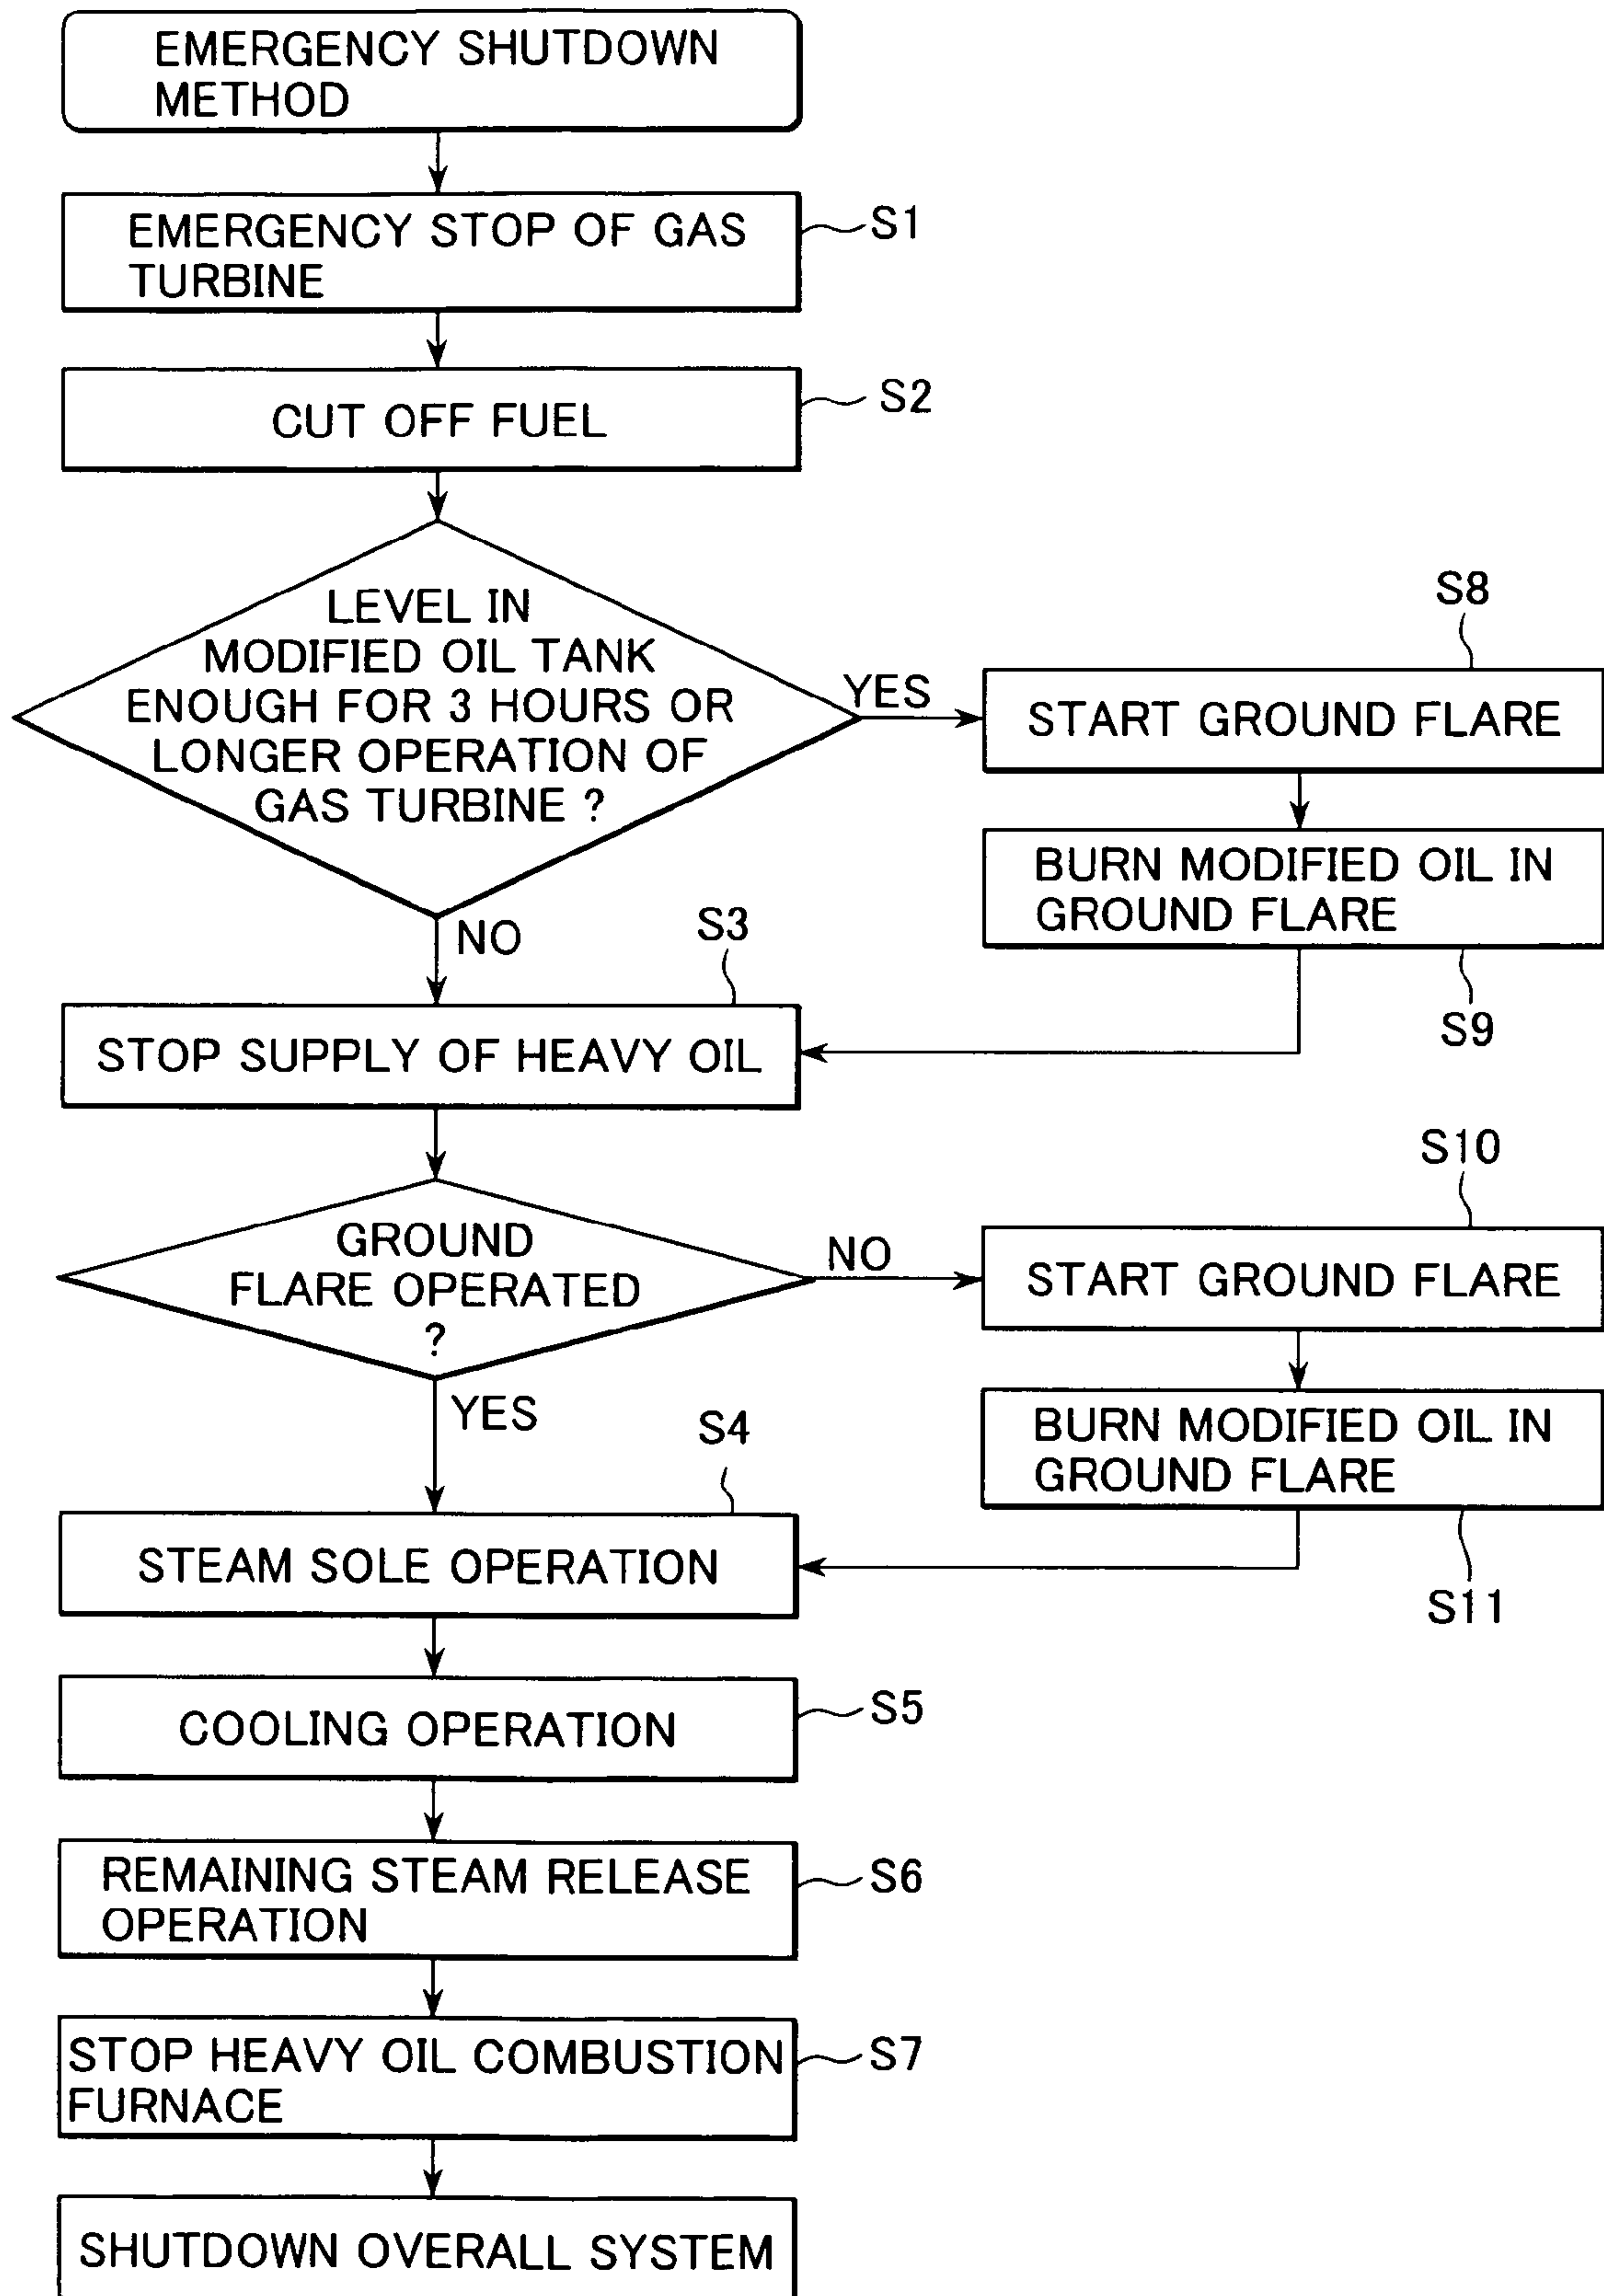 EMERGENCY SHUTDOWN
METHOD
EMERGENCY STOP OF GAS
TURBINE
S1
CUT OFF FUEL
S2
LEVEL IN
MODIFIED OIL TANK
ENOUGH FOR 3 HOURS OR
LONGER OPERATION OF
GAS TURBINE ?
YES
S8
START GROUND FLARE
BURN MODIFIED OIL IN
GROUND FLARE
S9
NO
S3
STOP SUPPLY OF HEAVY OIL
GROUND
FLARE OPERATED
?
NO
S10
START GROUND FLARE
BURN MODIFIED OIL IN
GROUND FLARE
S11
YES
S4
STEAM SOLE OPERATION
COOLING OPERATION
S5
REMAINING STEAM RELEASE
OPERATION
S6
STOP HEAVY OIL COMBUSTION
FURNACE
S7
SHUTDOWN OVERALL SYSTEM